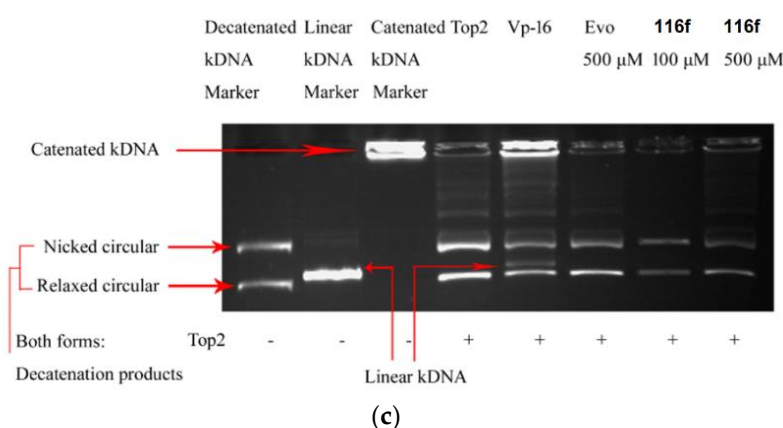 Decatenated Linear Catenated Top2 Vp-16 Evo 116f 116f
kDNA kDNA kDNA 500 μM 100 μM 500 μM
Marker Marker Marker
Catenated kDNA
Nicked circular
Relaxed circular
Both forms: Top2 - - - + + + + +
Decatenation products Linear kDNA
(c)